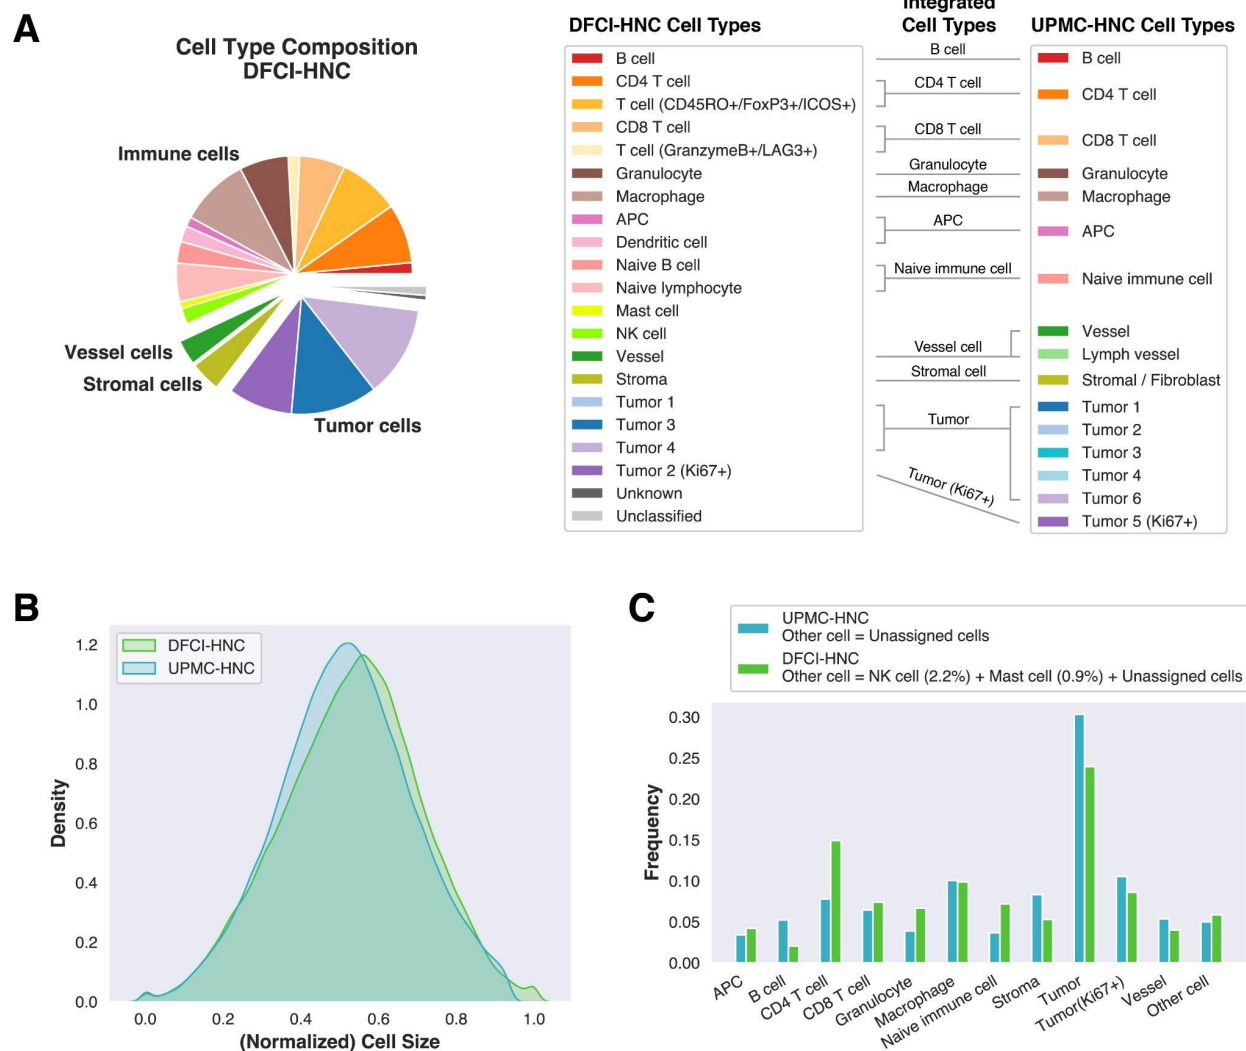 A
Cell Type Composition
DFCI-HNC
Immune cells
Vessel cells
Stromal cells
Tumor cells
DFCI-HNC Cell Types
B cell
CD4 T cell
T cell (CD45RO+/FoxP3+/ICOS+)
CD8 T cell
T cell (GranzymeB+/LAG3+)
Granulocyte
Macrophage
APC
Dendritic cell
Naive B cell
Naive lymphocyte
Mast cell
NK cell
Vessel
Stroma
Tumor 1
Tumor 3
Tumor 4
Tumor 2 (Ki67+)
Unknown
Unclassified
Integrated
Cell Types
B cell
CD4 T cell
CD8 T cell
Granulocyte
Macrophage
APC
Naive immune cell
Vessel cell
Stromal cell
Tumor
Tumor (Ki67+)
UPMC-HNC Cell Types
B cell
CD4 T cell
CD8 T cell
Granulocyte
Macrophage
APC
Naive immune cell
Vessel
Lymph vessel
Stromal / Fibroblast
Tumor 1
Tumor 2
Tumor 3
Tumor 4
Tumor 6
Tumor 5 (Ki67+)
B
DFCI-HNC
UPMC-HNC
Density
1.2
1.0
0.8
0.6
0.4
0.2
0.0
0.0 0.2 0.4 0.6 0.8 1.0
(Normalized) Cell Size
C
UPMC-HNC
Other cell = Unassigned cells
DFCI-HNC
Other cell = NK cell (2.2%) + Mast cell (0.9%) + Unassigned cells
Frequency
0.30
0.25
0.20
0.15
0.10
0.05
0.00
APC
B cell
CD4 T cell
CD8 T cell
Granulocyte
Macrophage
Naive immune cell
Stroma
Tumor
Tumor(Ki67+)
Vessel
Other cell